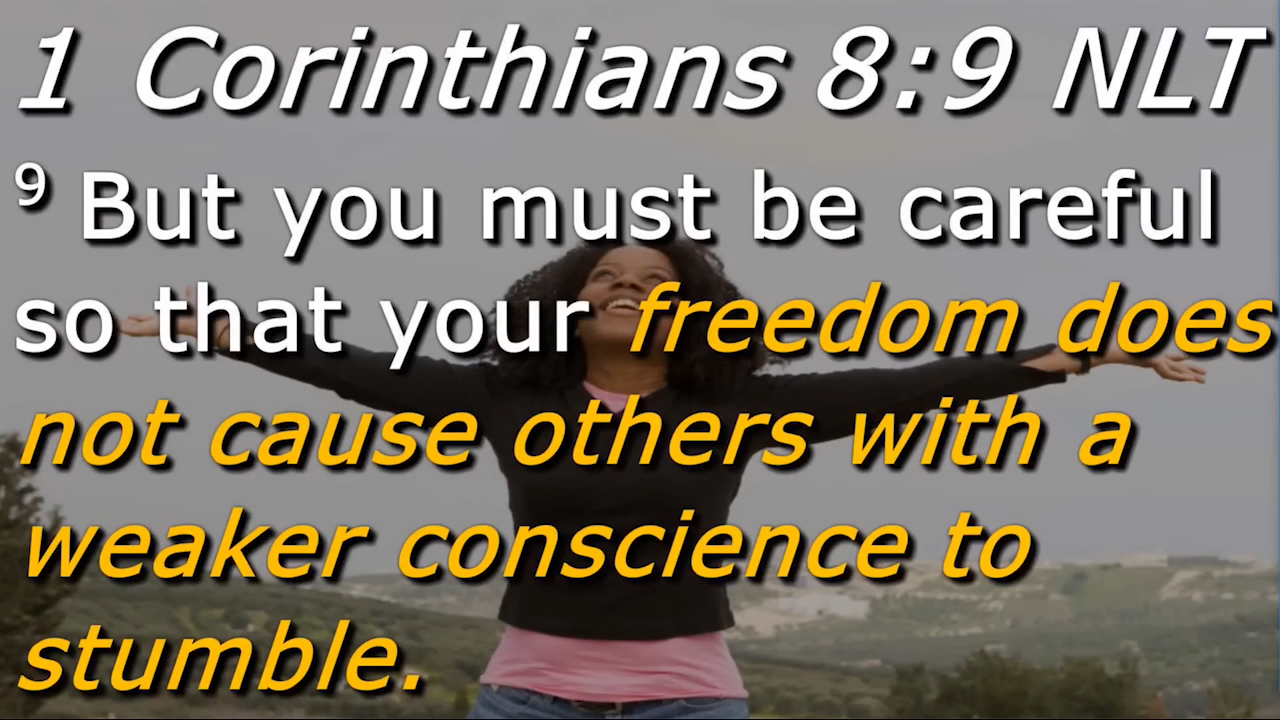 1 Corinthians 8:9 NLT
9 But you must be careful
so that your freedom does
not cause others with a
weaker conscience to
stumble.